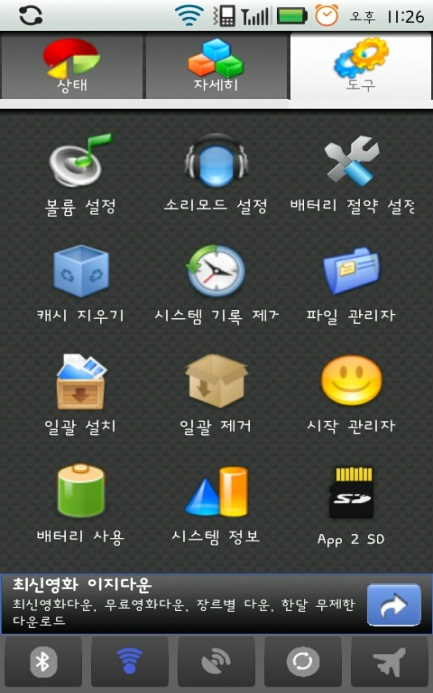 오후 11:26
상태 자세히 도구
볼륨 설정 소리모드 설정 배터리 절약 설정
캐시 지우기 시스템 기록 제거 파일 관리자
일괄 설치 일괄 제거 시작 관리자
배터리 사용 시스템 정보 App 2 SD
최신영화 이지다운
최신영화다운, 무료영화다운, 장르별 다운, 한달 무제한
다운로드